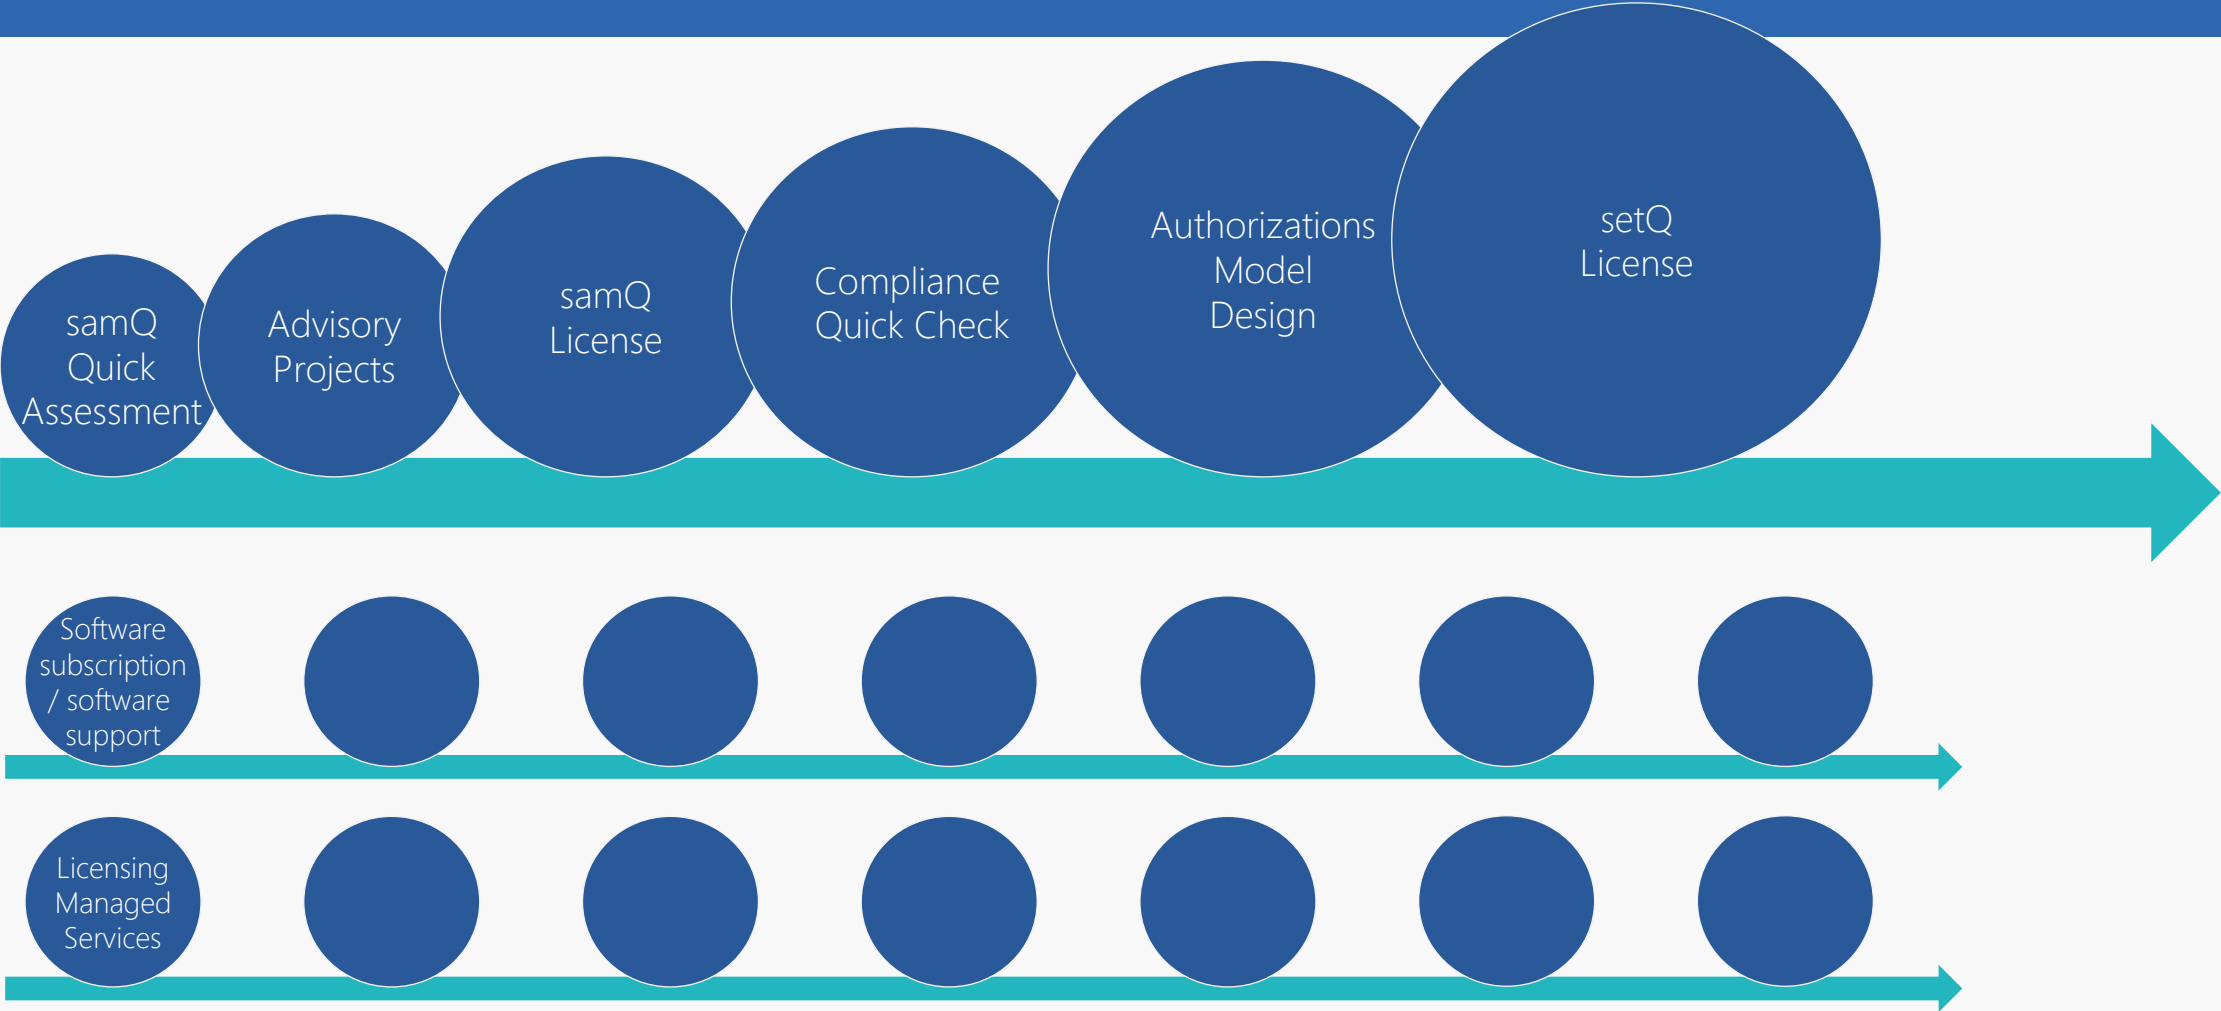 samQ
Quick
Assessment
Advisory
Projects
samQ
License
Compliance
Quick Check
Authorizations
Model
Design
setQ
License
Software
subscription
/ software
support
Licensing
Managed
Services